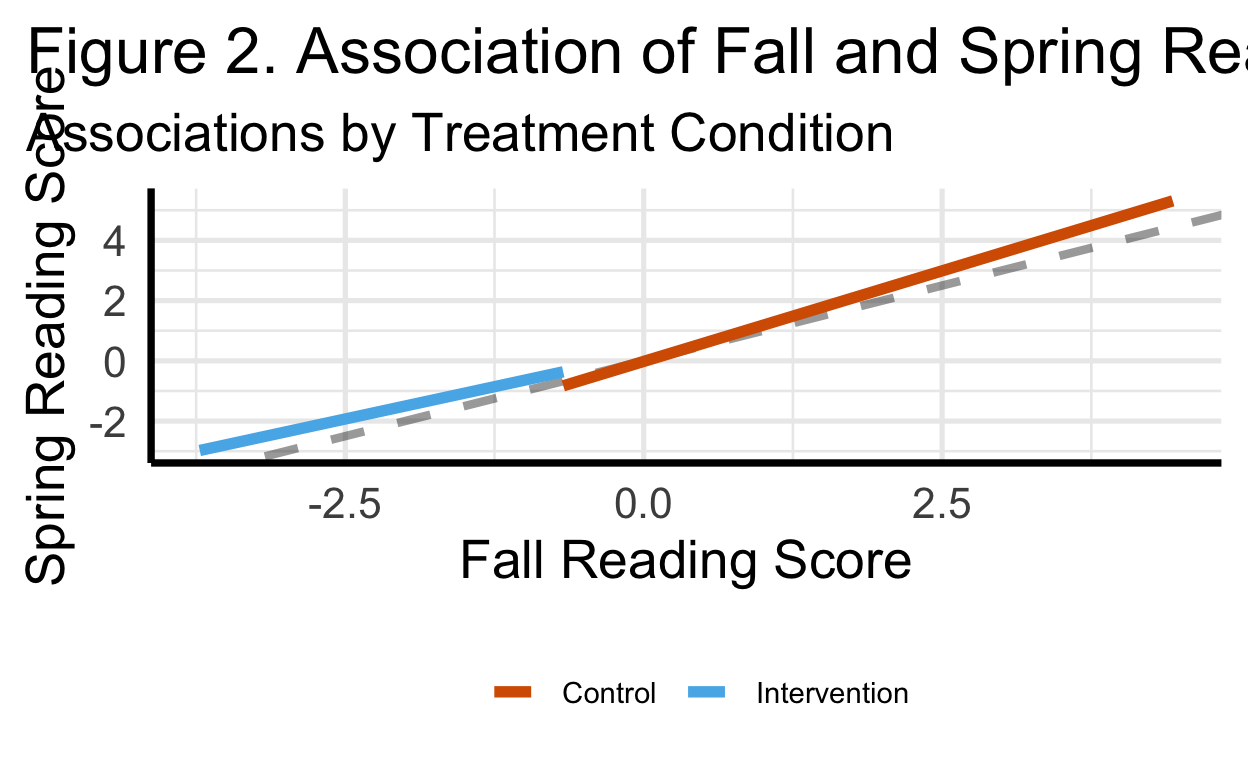 Figure 2. Association of Fall and Spring Rea
Associations by Treatment Condition
Spring Reading Score
4
2
0
-2
-2.5 0.0 2.5
Fall Reading Score
Control Intervention